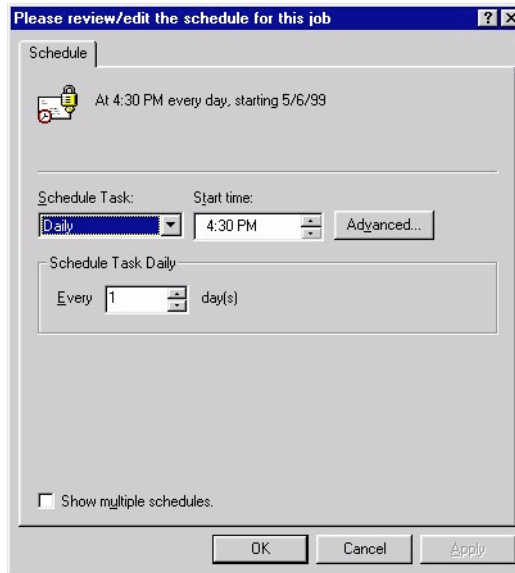 Please review/edit the schedule for this job
Schedule
At 4:30 PM every day, starting 5/6/99
Schedule Task: Start time:
Daily 4:30 PM Advanced...
Schedule Task Daily
Every 1 day(s)
Show multiple schedules.
OK Cancel Apply